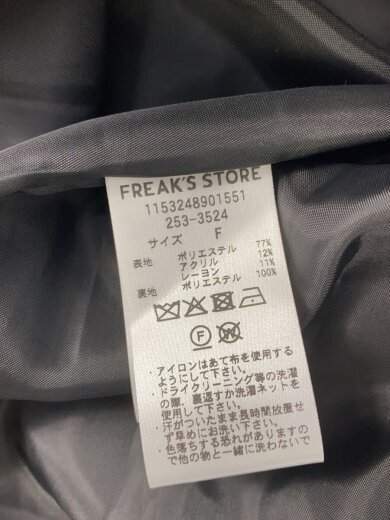 FREAK'S STORE
1153248901551
253-3524
サイズ F
表地 ポリエステル 77%
アクリル 12%
レーヨン 11%
裏地 ポリエステル 100%
F W
・アイロンはあて布を使用する
ようにして下さい。
・ドライクリーニング等の洗濯
の際、裏返すか洗濯ネットを
使用して下さい。
・汗がついたまま長時間放置せ
ず早めにお洗い下さい。
・色落ちする恐れがありますの
で他の物と一緒に洗わないで